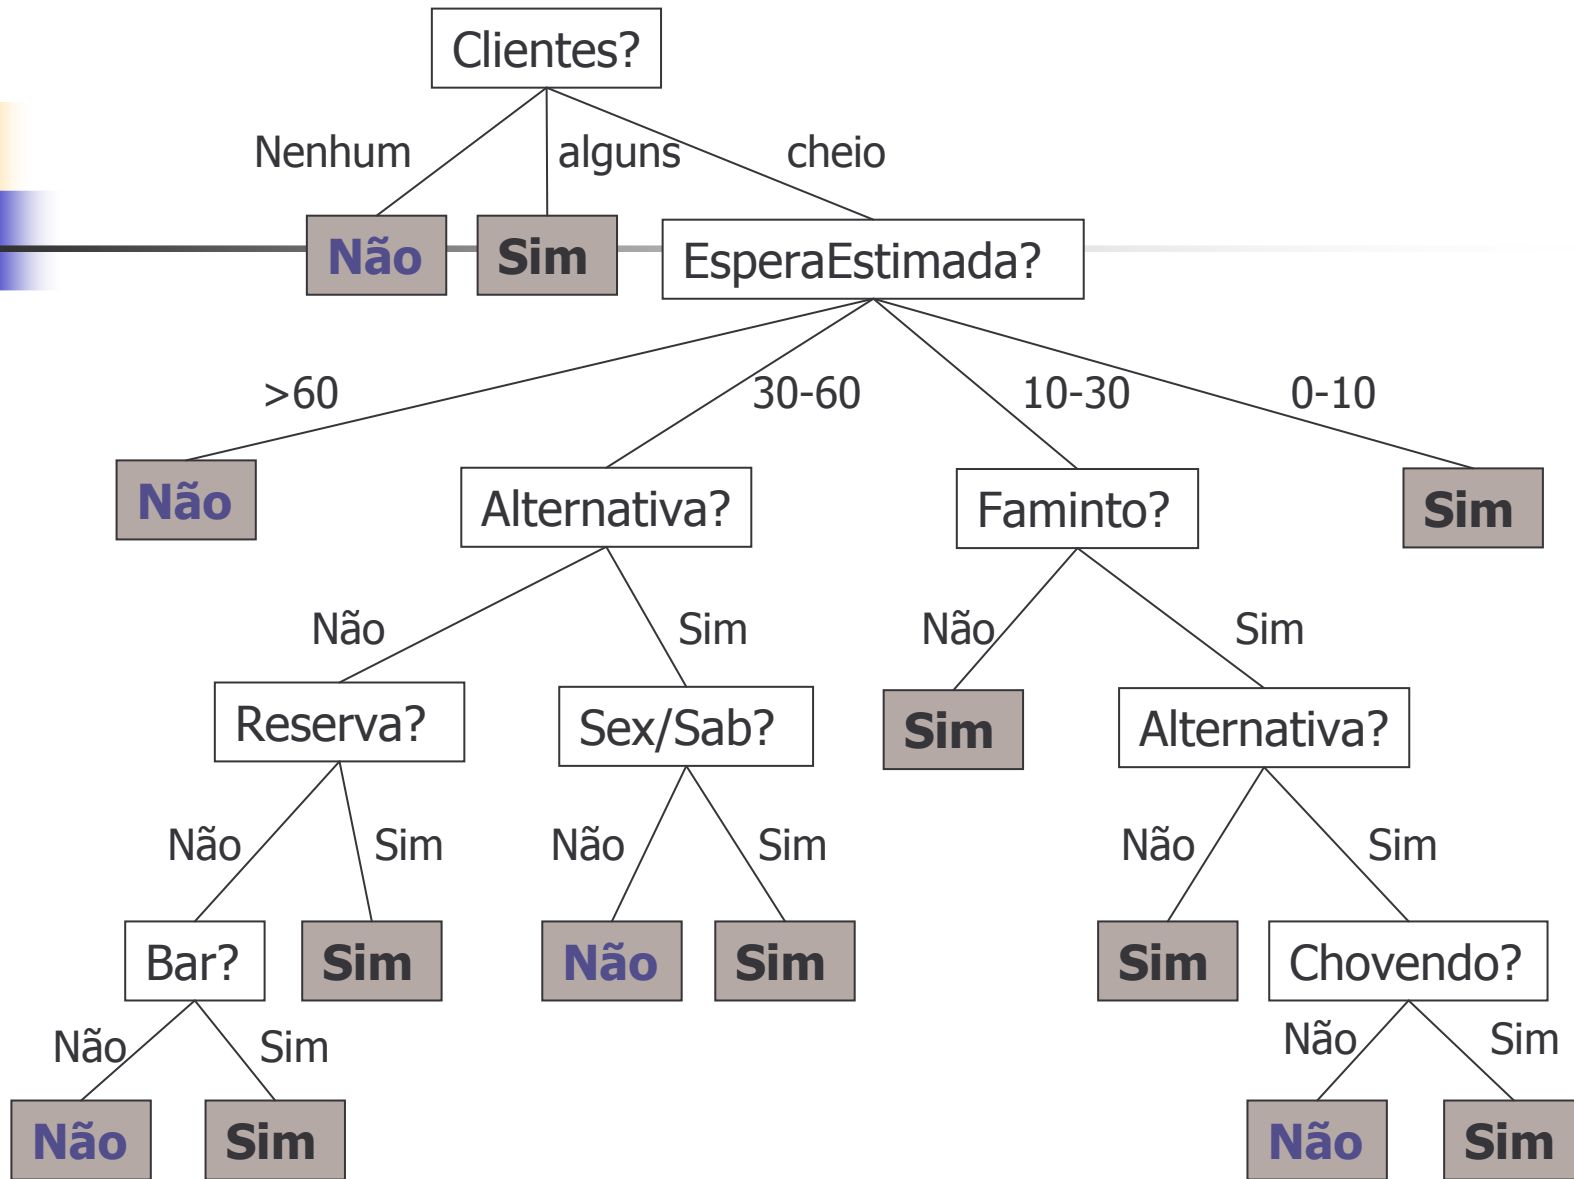 Clientes?
Nenhum alguns cheio
Não Sim EsperaEstimada?
>60 30-60 10-30 0-10
Não Alternativa? Faminto? Sim
Não Sim Não Sim
Reserva? Sex/Sab? Sim Alternativa?
Não Sim Não Sim Não Sim
Bar? Sim Não Sim Sim Chovendo?
Não Sim Não Sim
Não Sim Não Sim